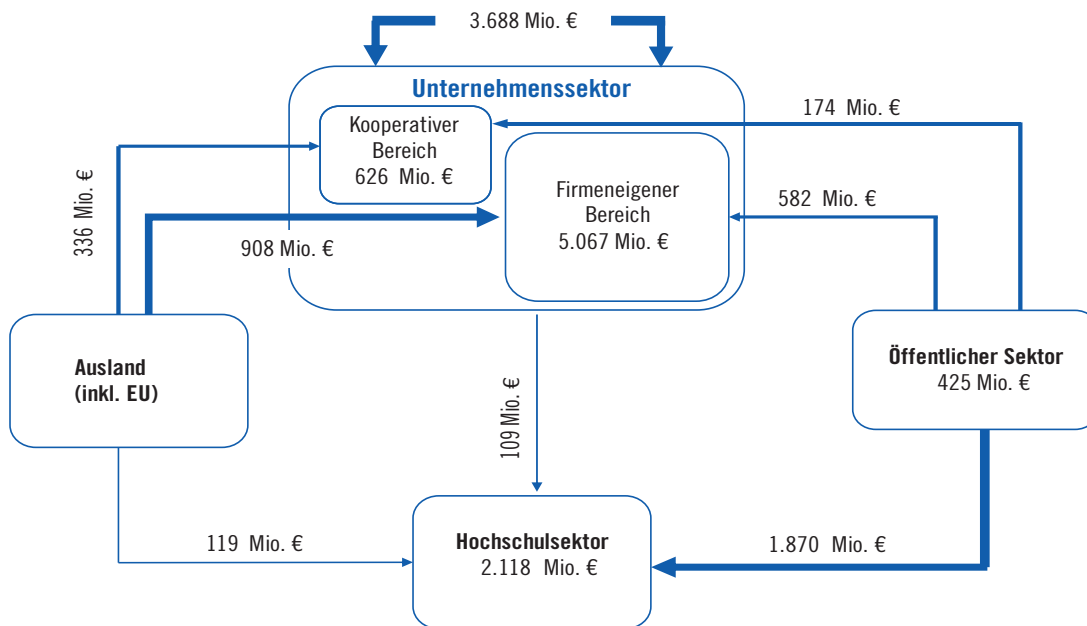 3.688 Mio. €
Unternehmenssektor
174 Mio. €
Kooperativer
Bereich
626 Mio. €
Firmeneigener
Bereich
5.067 Mio. €
582 Mio. €
336 Mio. €
908 Mio. €
Ausland
(inkl. EU)
Öffentlicher Sektor
425 Mio. €
109 Mio. €
119 Mio. €
Hochschulsektor
2.118 Mio. €
1.870 Mio. €